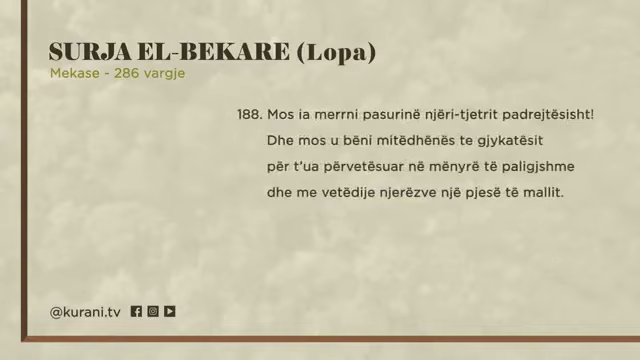 SURJA EL-BEKARE (Lopa)
Mekase - 286 vargje
188. Mos ia merrni pasurinë njëri-tjetrit padrejtësisht!
Dhe mos u bëni mitëdhënës te gjykatësit
për t'ua përvetësuar në mënyrë të paligjshme
dhe me vetëdije njerëzve një pjesë të mallit.
@kurani.tv